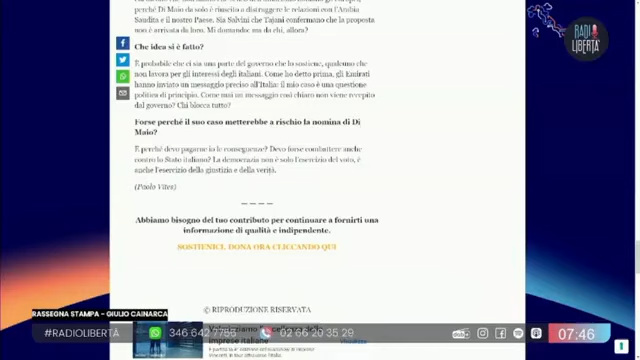 perché Di Maio da solo è riuscito a distruggere le relazioni con l'Arabia
Saudita e il nostro Paese. Sia Salvini che Tajani confermano che la proposta
non è arrivata da loro. Mi domando: ma da chi, allora?
Che idea si è fatto?
È probabile che ci sia una parte del governo che lo sostiene, qualcuno che
non lavora per gli interessi degli italiani. Come ho detto prima, gli Emirati
hanno inviato un messaggio preciso all'Italia: il mio caso è una questione
politica di principio. Come mai un messaggio così chiaro non viene recepito
dal governo? Chi blocca tutto?
Forse perché il suo caso metterebbe a rischio la nomina di Di
Maio?
E perché devo pagarne io le conseguenze? Devo forse combattere anche
contro lo Stato italiano? La democrazia non è solo l'esercizio del voto, è
anche l'esercizio della giustizia e della verità.
(Paolo Vites)
————
Abbiamo bisogno del tuo contributo per continuare a fornirti una
informazione di qualità e indipendente.
SOSTIENICI. DONA ORA CLICCANDO QUI
© RIPRODUZIONE RISERVATA
imprese italiane
RADIO
LIBERTÀ
RASSEGNA STAMPA - GIULIO CAINARCA
#RADIOLIBERTÀ
346 642 7756
02 66 20 35 29
07:46